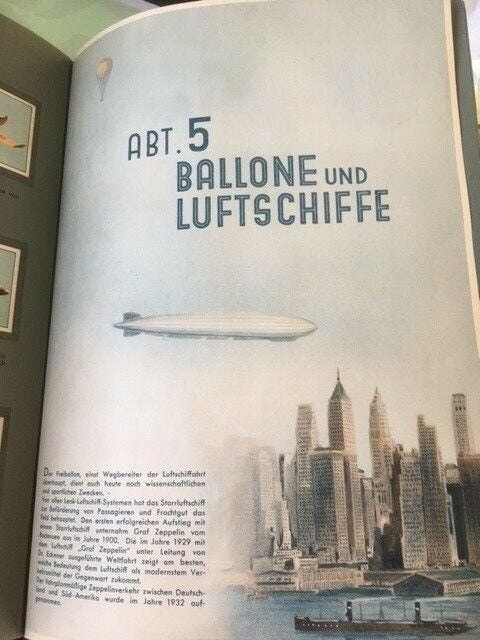 ABT. 5
BALLONE UND
LUFTSCHIFFE
Der Freiballon, einst Wegbereiter der Luftschiffahrt
überhaupt, dient auch heute noch wissenschaftlichen
und sportlichen Zwecken. –
Von allen Lenk-Luftschiff-Systemen hat das Starrluftschiff
zur Beförderung von Passagieren und Frachtgut das
Feld behauptet. Den ersten erfolgreichen Aufstieg mit
einem Starrluftschiff unternahm Graf Zeppelin vom
Bodensee aus im Jahre 1900. Die im Jahre 1929 mit
dem Luftschiff „Graf Zeppelin" unter Leitung von
Dr. Eckener ausgeführte Weltfahrt zeigt am besten,
welche Bedeutung dem Luftschiff als modernstem Ver-
kehrsmittel der Gegenwart zukommt.
Der fahrplanmäßige Zeppelinverkehr zwischen Deutsch-
land und Süd-Amerika wurde im Jahre 1932 auf-
genommen.